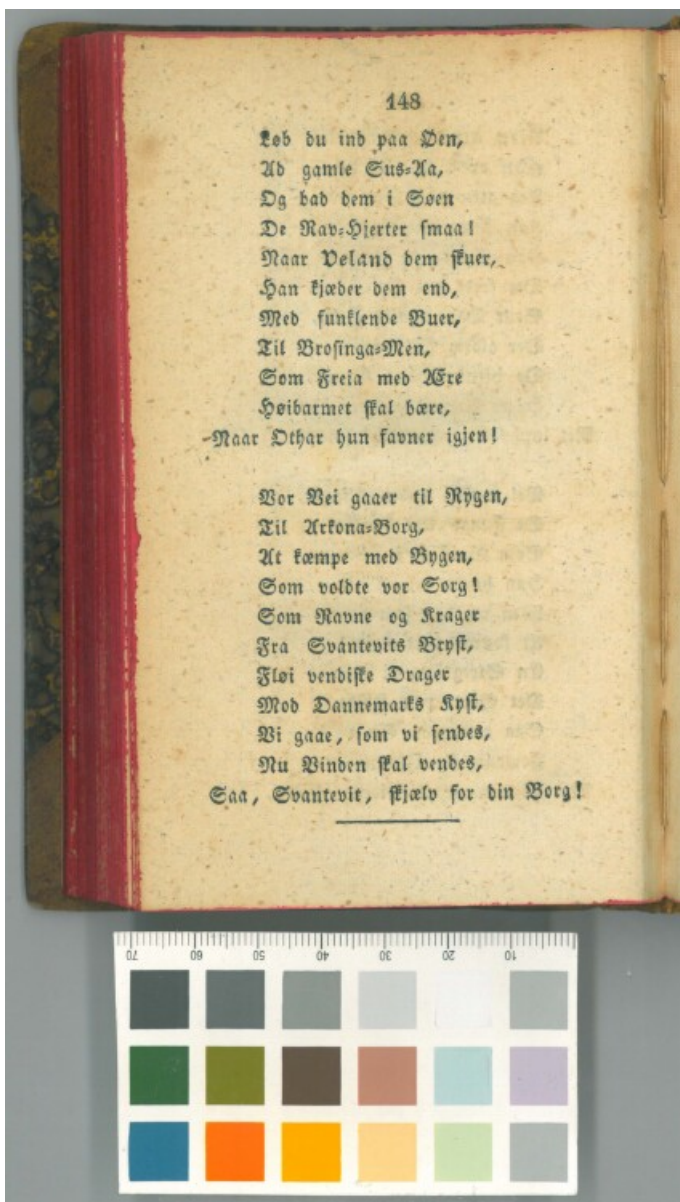 148
Løb du ind paa Øen,
Ad gamle Sus-Aa,
Og bad dem i Søen
De Rav-Hjerter smaa!
Naar Veland dem skuer,
Han kjæder dem end,
Med funklende Buer,
Til Brosinga-Men,
Som Freia med Ære
Høibarmet skal bære,
Naar Othar hun favner igjen!
Vor Vei gaaer til Rygen,
Til Arkona-Borg,
At kæmpe med Bygen,
Som voldte vor Sorg!
Som Ravne og Krager
Fra Svantevits Bryst,
Fløi vendiske Drager
Mod Dannemarks Kyst,
Vi gaae, som vi sendes,
Nu Vinden skal vendes,
Saa, Svantevit, skjælv for din Borg!
70 60 50 40 30 20 10